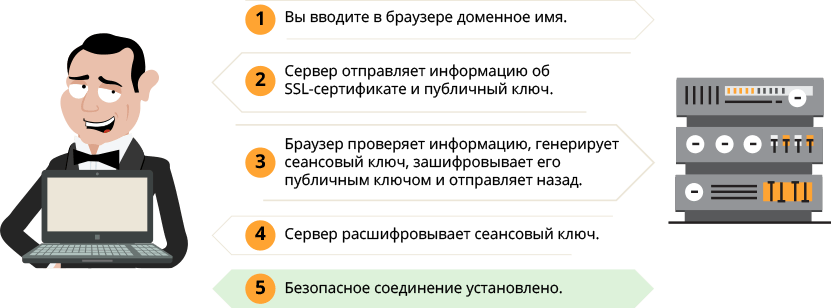 1 Вы вводите в браузере доменное имя.
2 Сервер отправляет информацию об
SSL-сертификате и публичный ключ.
3 Браузер проверяет информацию, генерирует
сеансовый ключ, зашифровывает его
публичным ключом и отправляет назад.
4 Сервер расшифровывает сеансовый ключ.
5 Безопасное соединение установлено.